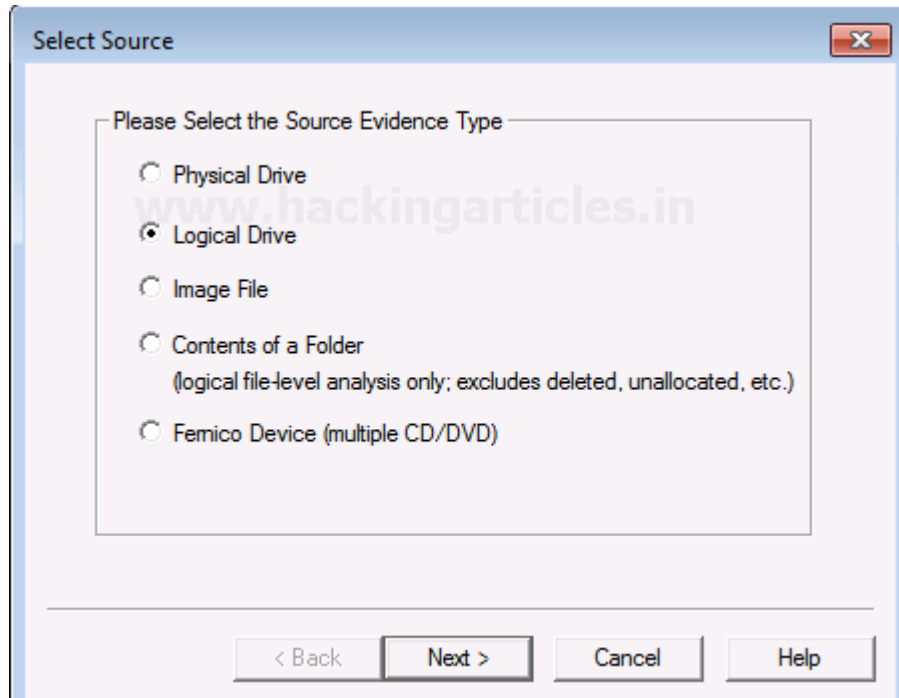 Select Source
Please Select the Source Evidence Type
Physical Drive
www.hackingarticles.in
Logical Drive
Image File
Contents of a Folder
(logical file-level analysis only; excludes deleted, unallocated, etc.)
Fernico Device (multiple CD/DVD)
< Back
Next >
Cancel
Help